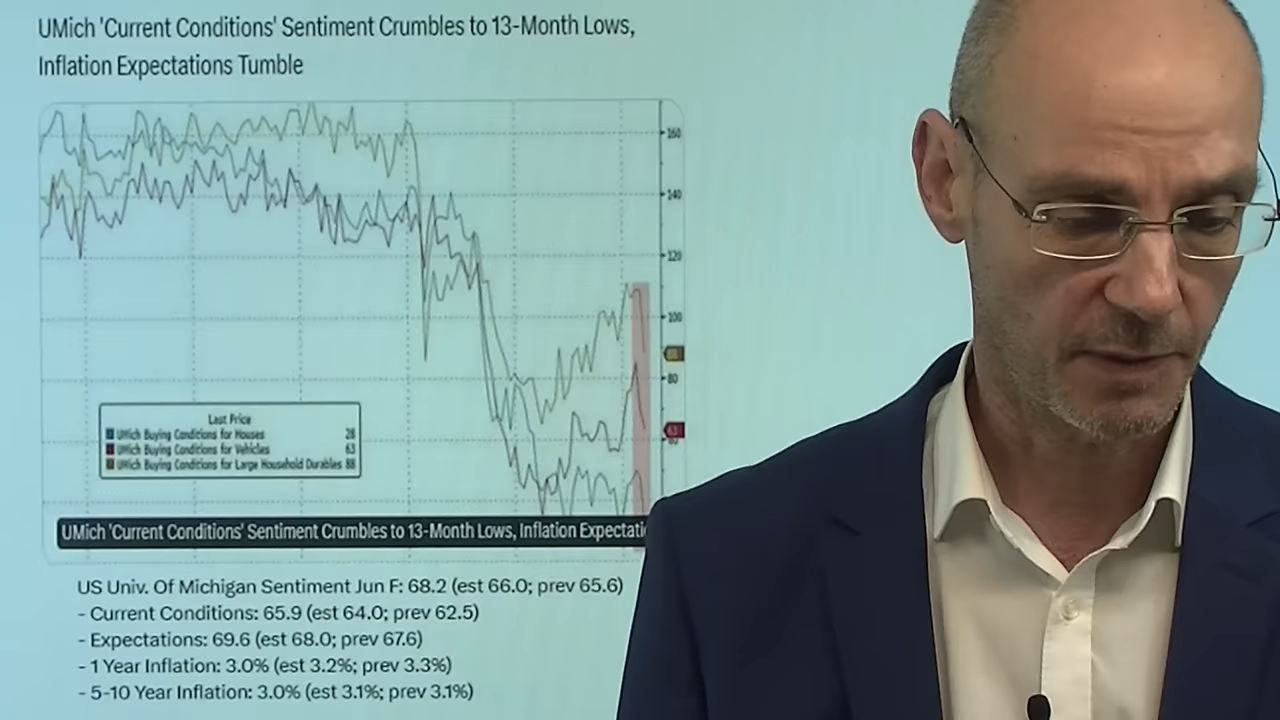 UMich 'Current Conditions' Sentiment Crumbles to 13-Month Lows,
Inflation Expectations Tumble
160
140
120
100
88
80
63
60
Last Price
UMich Buying Conditions for Houses 28
UMich Buying Conditions for Vehicles 63
UMich Buying Conditions for Large Household Durables 88
UMich 'Current Conditions' Sentiment Crumbles to 13-Month Lows, Inflation Expectati
US Univ. Of Michigan Sentiment Jun F: 68.2 (est 66.0; prev 65.6)
- Current Conditions: 65.9 (est 64.0; prev 62.5)
- Expectations: 69.6 (est 68.0; prev 67.6)
- 1 Year Inflation: 3.0% (est 3.2%; prev 3.3%)
- 5-10 Year Inflation: 3.0% (est 3.1%; prev 3.1%)